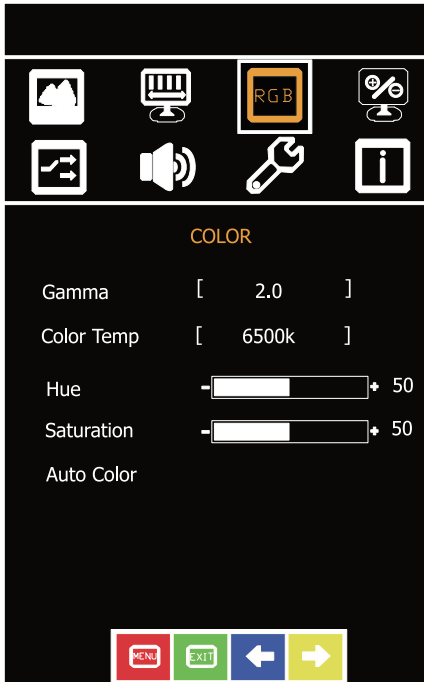 RGB
i
COLOR
Gamma [ 2.0 ]
Color Temp [ 6500k ]
Hue - + 50
Saturation - + 50
Auto Color
MENU EXIT